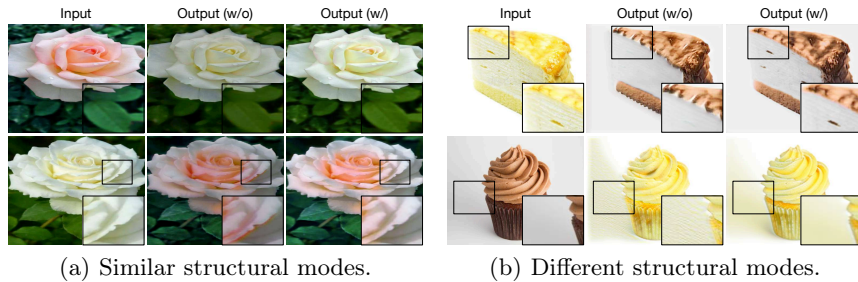 Input Output (w/o) Output (w/) Input Output (w/o) Output (w/)
(a) Similar structural modes. (b) Different structural modes.